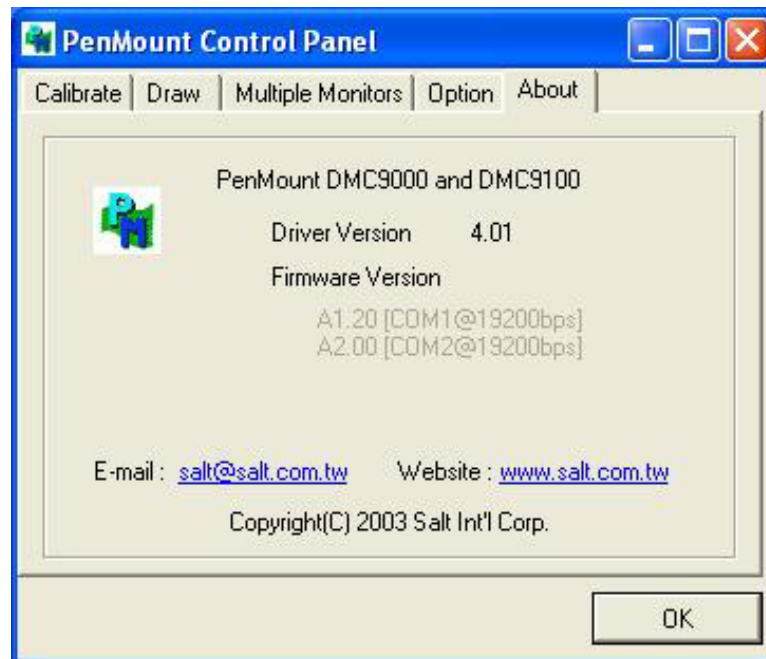 PenMount Control Panel
Calibrate Draw Multiple Monitors Option About
PM
PenMount DMC9000 and DMC9100
Driver Version 4.01
Firmware Version
A1.20 [COM1@19200bps]
A2.00 [COM2@19200bps]
E-mail : salt@salt.com.tw Website : www.salt.com.tw
Copyright(C) 2003 Salt Int'l Corp.
OK